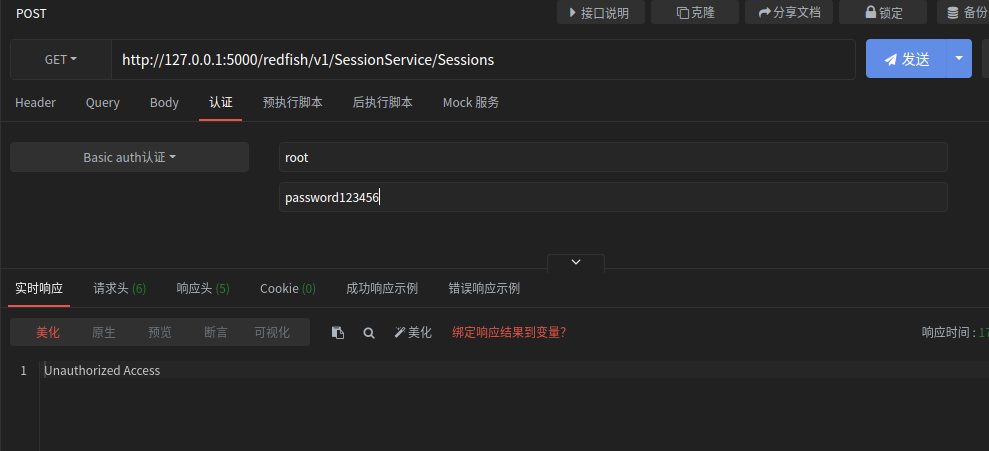 POST
接口说明 克隆 分享文档 锁定 备份
GET http://127.0.0.1:5000/redfish/v1/SessionService/Sessions 发送
Header Query Body 认证 预执行脚本 后执行脚本 Mock 服务
Basic auth认证 root
password123456
实时响应 请求头 (6) 响应头 (5) Cookie (0) 成功响应示例 错误响应示例
美化 原生 预览 断言 可视化 美化 绑定响应结果到变量? 响应时间 : 17
1 Unauthorized Access